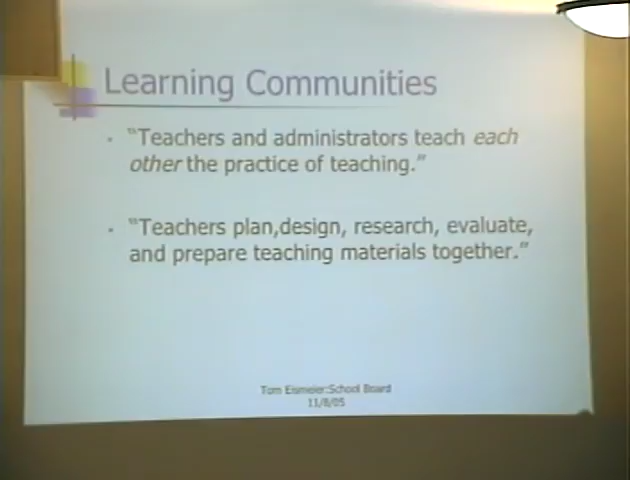 Learning Communities
"Teachers and administrators teach each
other the practice of teaching."
"Teachers plan,design, research, evaluate,
and prepare teaching materials together."
Tom Eismeier:School Board
11/8/05